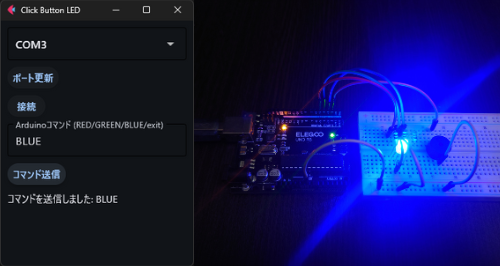 Click Button LED
COM3
ポート更新
接続
Arduinoコマンド (RED/GREEN/BLUE/exit)
BLUE
コマンド送信
コマンドを送信しました: BLUE
ELEGOO
UNO R3